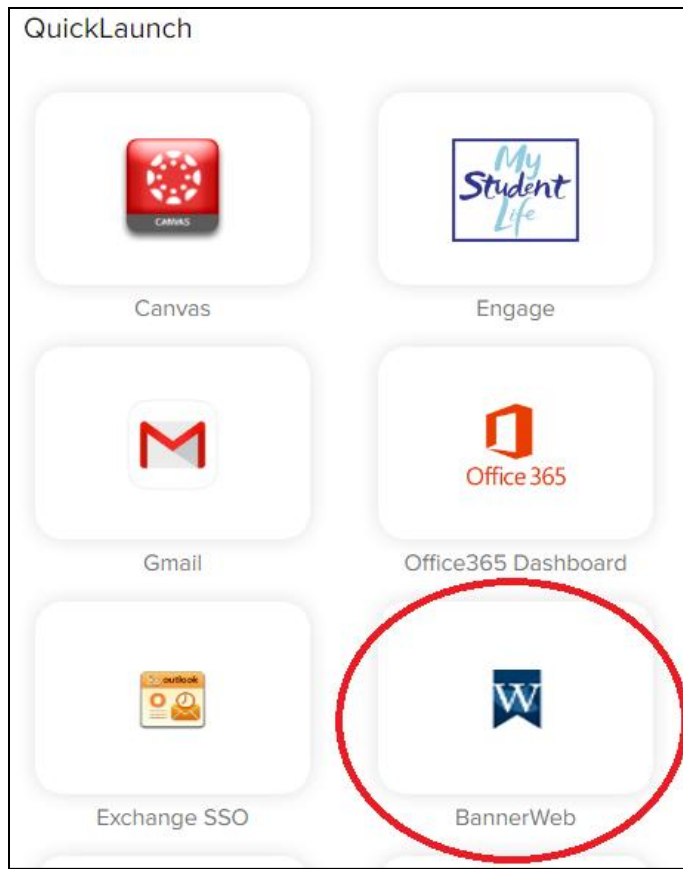 QuickLaunch
CANVAS
My
Student
Life
Canvas
Engage
Office 365
Gmail
Office365 Dashboard
outlook
W
Exchange SSO
BannerWeb